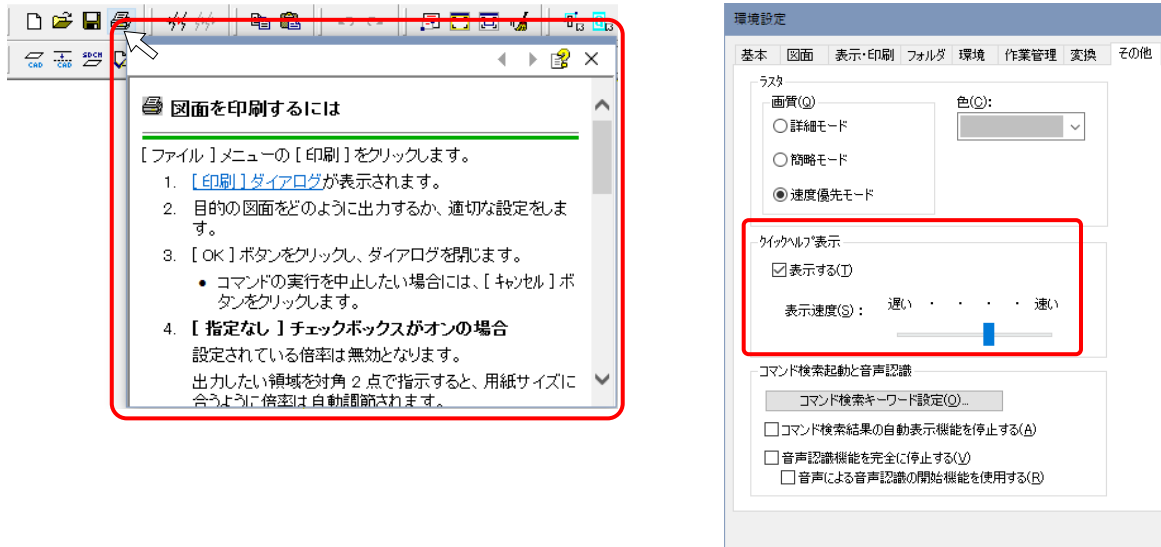 CAD
CAD
SDCH
13
13
図面を印刷するには
[ ファイル ]メニューの [ 印刷 ]をクリックします。
1. [ 印刷 ]ダイアログが表示されます。
2. 目的の図面をどのように出力するか、適切な設定をしま
す。
3. [ OK ]ボタンをクリックし、ダイアログを閉じます。
• コマンドの実行を中止したい場合には、[ キャンセル ]ボ
タンをクリックします。
4. [ 指定なし ]チェックボックスがオンの場合
設定されている倍率は無効となります。
出力したい領域を対角 2 点で指示すると、用紙サイズに
合うように倍率は自動調節されます。
環境設定
基本 図面 表示・印刷 フォルダ 環境 作業管理 変換 その他
ラスタ
画質(Q)
色(C):
詳細モード
簡略モード
速度優先モード
クイックヘルプ表示
表示する(T)
表示速度(S): 遅い ・ ・ ・ ・ 速い
コマンド検索起動と音声認識
コマンド検索キーワード設定(O)...
コマンド検索結果の自動表示機能を停止する(A)
音声認識機能を完全に停止する(V)
音声による音声認識の開始機能を使用する(R)